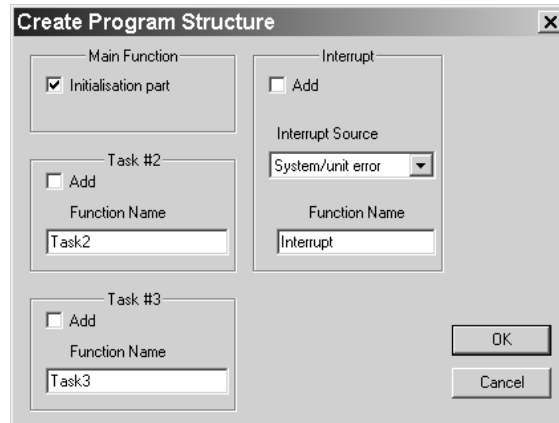 Create Program Structure
Main Function
Initialisation part
Interrupt
Add
Interrupt Source
System/unit error
Function Name
Interrupt
Task #2
Add
Function Name
Task2
Task #3
Add
Function Name
Task3
OK
Cancel